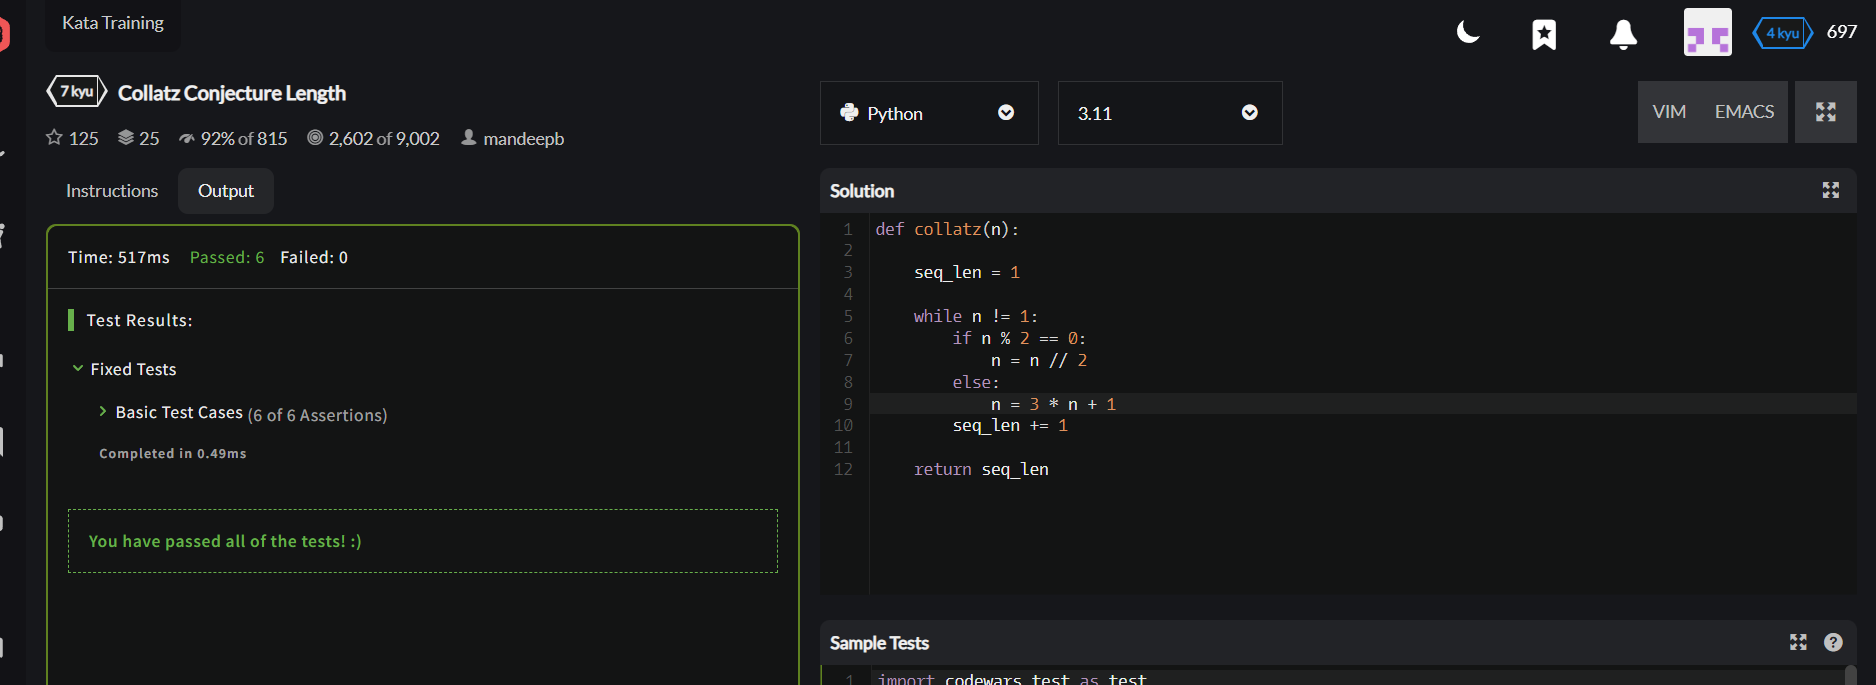 Kata Training
4 kyu 697
7 kyu Collatz Conjecture Length
125 25 92% of 815 2,602 of 9,002 mandeepb
Python 3.11 VIM EMACS
Instructions Output
Time: 517ms Passed: 6 Failed: 0
Test Results:
Fixed Tests
Basic Test Cases (6 of 6 Assertions)
Completed in 0.49ms
You have passed all of the tests! :)
Solution
1 def collatz(n):
2
3 seq_len = 1
4
5 while n != 1:
6 if n % 2 == 0:
7 n = n // 2
8 else:
9 n = 3 * n + 1
10 seq_len += 1
11
12 return seq_len
Sample Tests ?
1 import codewars_test as test